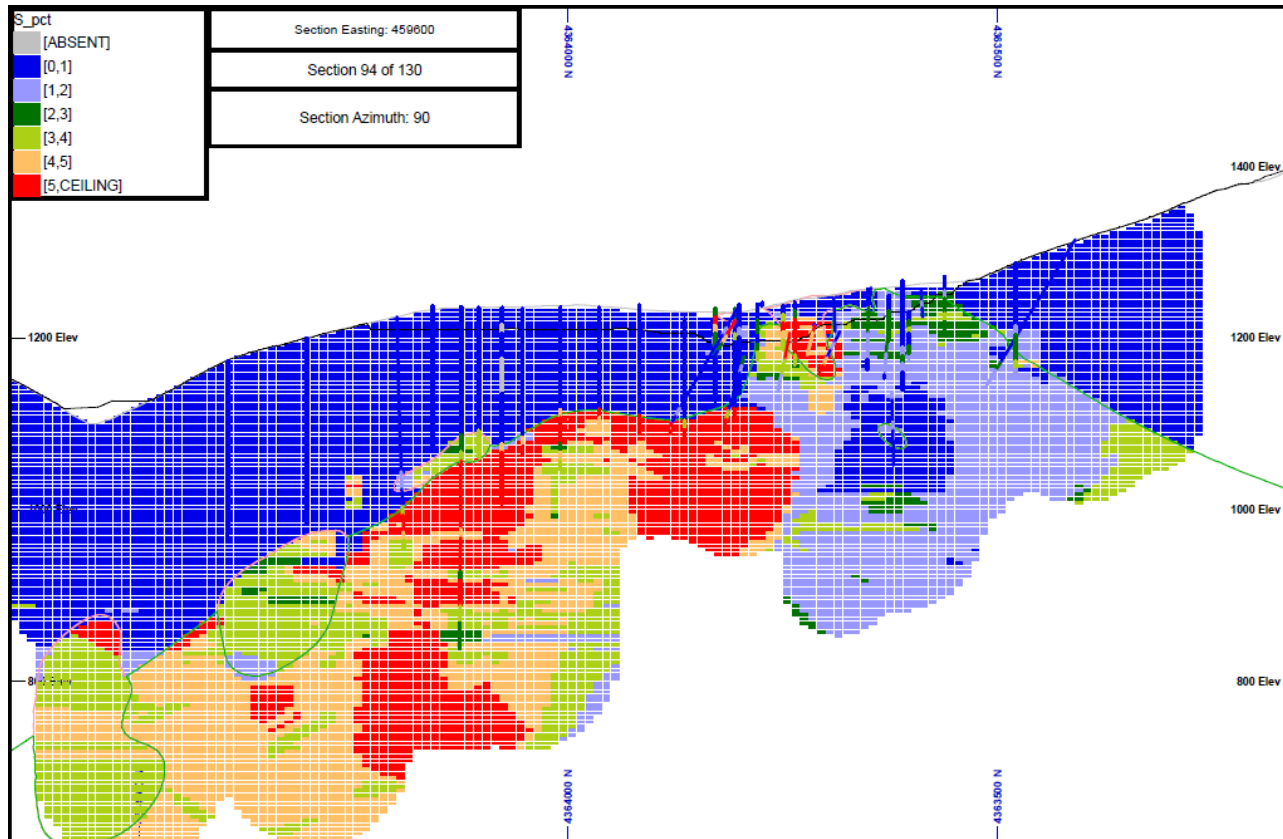 S_pct
[ABSENT]
[0,1]
[1,2]
[2,3]
[3,4]
[4,5]
[5,CEILING]
Section Easting: 459600
Section 94 of 130
Section Azimuth: 90
4364000 N
4363500 N
1400 Elev
1200 Elev
1200 Elev
1000 Elev
800 Elev
4364000 N
4363500 N